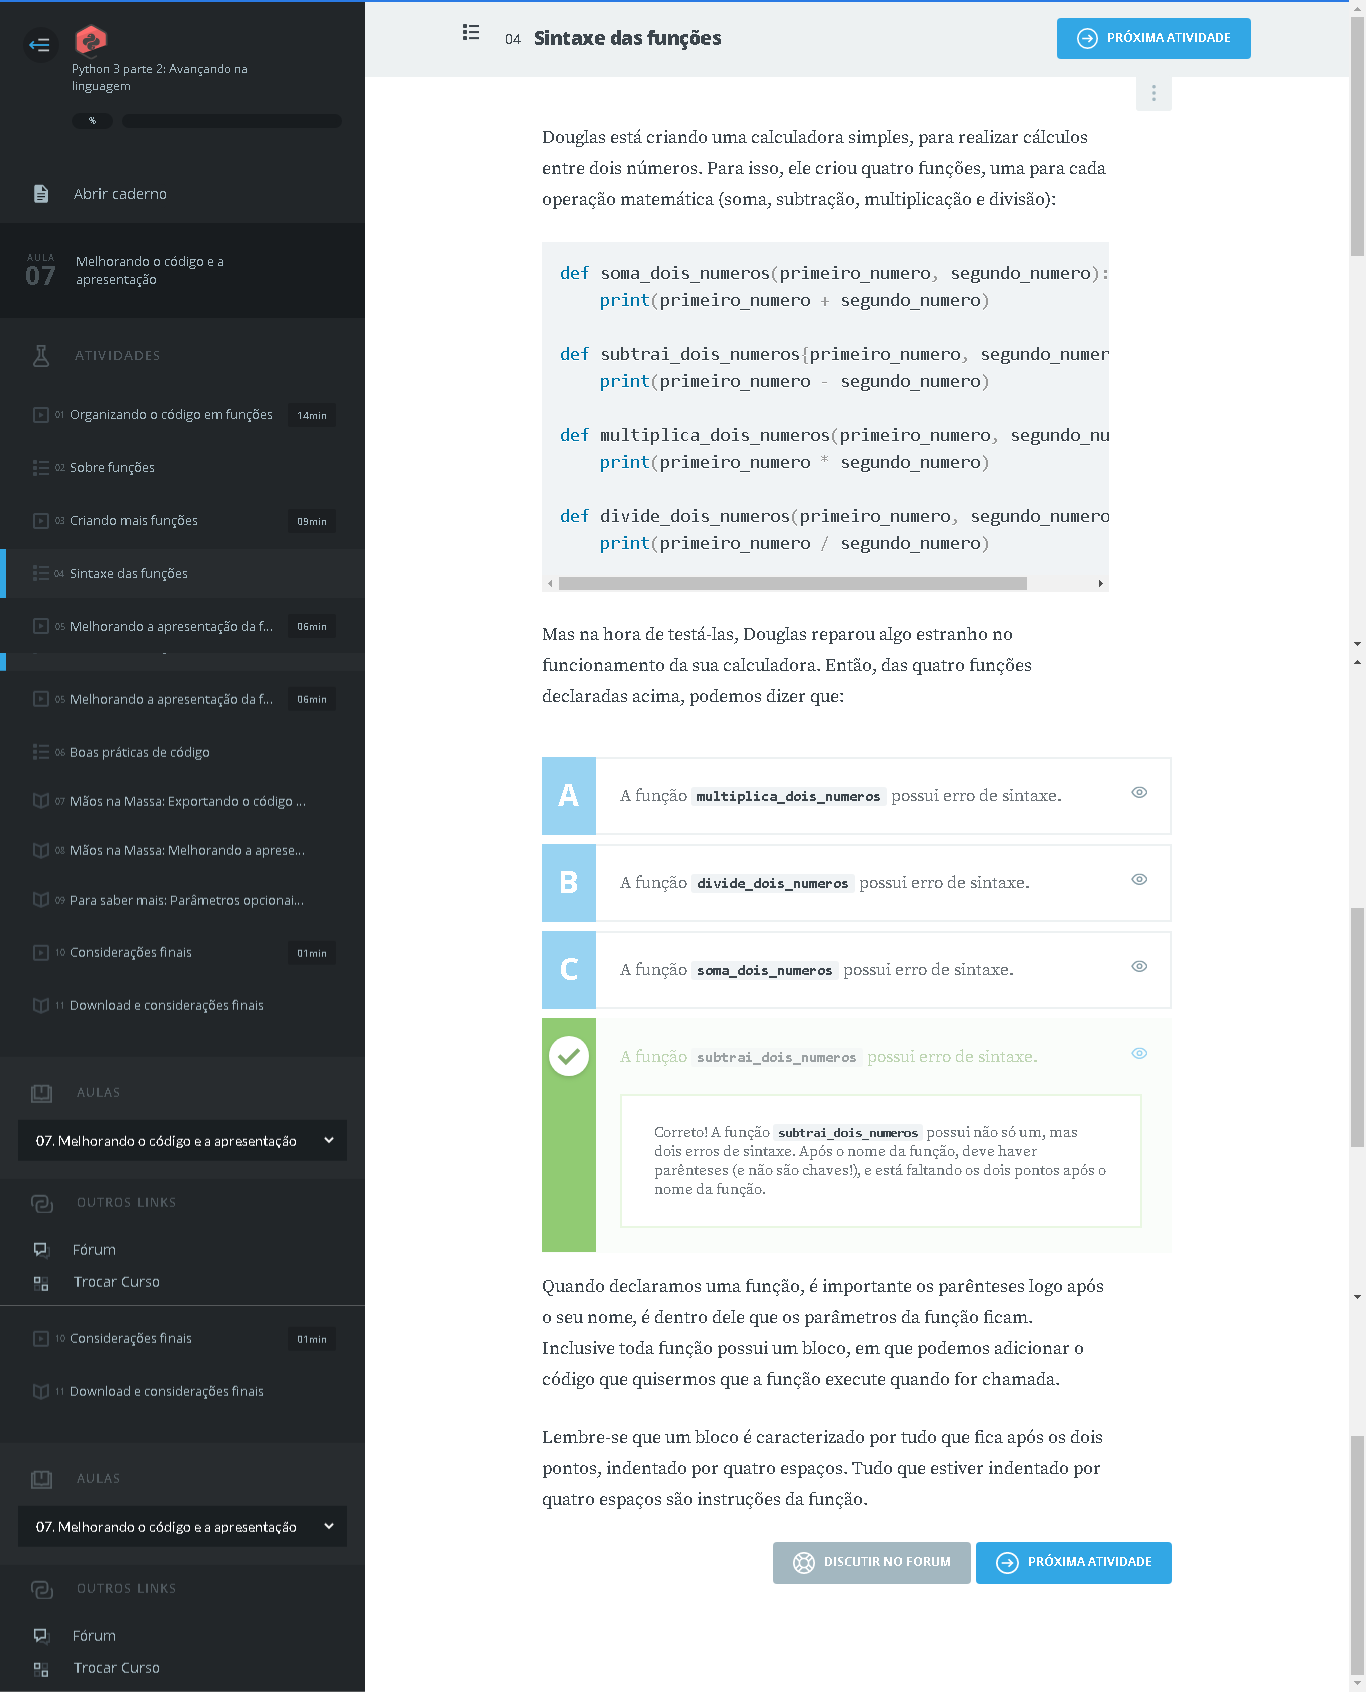 Python 3 parte 2: Avançando na
linguagem
%
Abrir caderno
AULA
07
Melhorando o código e a
apresentação
ATIVIDADES
01 Organizando o código em funções 14min
02 Sobre funções
03 Criando mais funções 09min
04 Sintaxe das funções
05 Melhorando a apresentação da f... 06min
05 Melhorando a apresentação da f... 06min
06 Boas práticas de código
07 Mãos na Massa: Exportando o código ...
08 Mãos na Massa: Melhorando a aprese...
09 Para saber mais: Parâmetros opcionai...
10 Considerações finais 01min
11 Download e considerações finais
AULAS
07. Melhorando o código e a apresentação
OUTROS LINKS
Fórum
Trocar Curso
10 Considerações finais 01min
11 Download e considerações finais
AULAS
07. Melhorando o código e a apresentação
OUTROS LINKS
Fórum
Trocar Curso
04 Sintaxe das funções
PRÓXIMA ATIVIDADE
Douglas está criando uma calculadora simples, para realizar cálculos
entre dois números. Para isso, ele criou quatro funções, uma para cada
operação matemática (soma, subtração, multiplicação e divisão):
def soma_dois_numeros(primeiro_numero, segundo_numero):
    print(primeiro_numero + segundo_numero)
def subtrai_dois_numeros{primeiro_numero, segundo_numer
    print(primeiro_numero - segundo_numero)
def multiplica_dois_numeros(primeiro_numero, segundo_nu
    print(primeiro_numero * segundo_numero)
def divide_dois_numeros(primeiro_numero, segundo_numero
    print(primeiro_numero / segundo_numero)
Mas na hora de testá-las, Douglas reparou algo estranho no
funcionamento da sua calculadora. Então, das quatro funções
declaradas acima, podemos dizer que:
A
A função multiplica_dois_numeros possui erro de sintaxe.
B
A função divide_dois_numeros possui erro de sintaxe.
C
A função soma_dois_numeros possui erro de sintaxe.
A função subtrai_dois_numeros possui erro de sintaxe.
Correto! A função subtrai_dois_numeros possui não só um, mas
dois erros de sintaxe. Após o nome da função, deve haver
parênteses (e não são chaves!), e está faltando os dois pontos após o
nome da função.
Quando declaramos uma função, é importante os parênteses logo após
o seu nome, é dentro dele que os parâmetros da função ficam.
Inclusive toda função possui um bloco, em que podemos adicionar o
código que quisermos que a função execute quando for chamada.
Lembre-se que um bloco é caracterizado por tudo que fica após os dois
pontos, indentado por quatro espaços. Tudo que estiver indentado por
quatro espaços são instruções da função.
DISCUTIR NO FORUM
PRÓXIMA ATIVIDADE